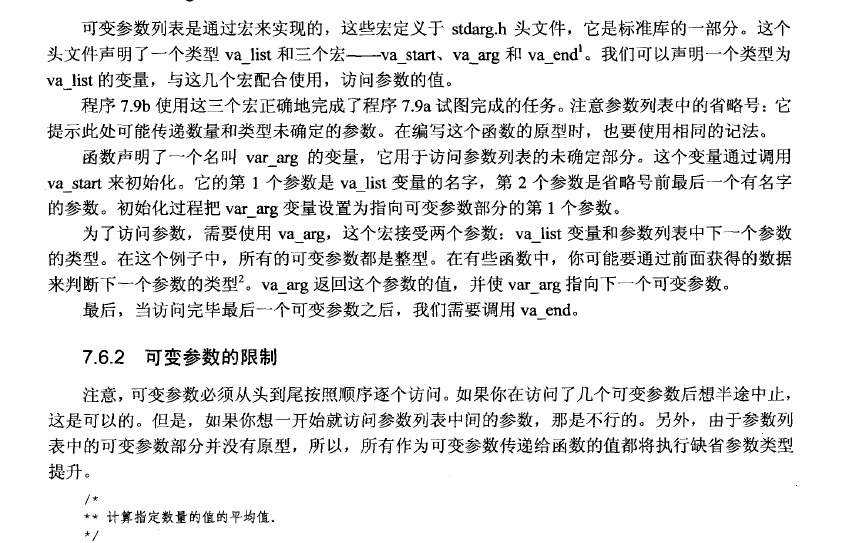 可变参数列表是通过宏来实现的，这些宏定义于 stdarg.h 头文件，它是标准库的一部分。这个
头文件声明了一个类型 va_list 和三个宏——va_start、va_arg 和 va_end¹。我们可以声明一个类型为
va_list 的变量，与这几个宏配合使用，访问参数的值。
程序 7.9b 使用这三个宏正确地完成了程序 7.9a 试图完成的任务。注意参数列表中的省略号：它
提示此处可能传递数量和类型未确定的参数。在编写这个函数的原型时，也要使用相同的记法。
函数声明了一个名叫 var_arg 的变量，它用于访问参数列表的未确定部分。这个变量通过调用
va_start 来初始化。它的第 1 个参数是 va_list 变量的名字，第 2 个参数是省略号前最后一个有名字
的参数。初始化过程把 var_arg 变量设置为指向可变参数部分的第 1 个参数。
为了访问参数，需要使用 va_arg，这个宏接受两个参数：va_list 变量和参数列表中下一个参数
的类型。在这个例子中，所有的可变参数都是整型。在有些函数中，你可能要通过前面获得的数据
来判断下一个参数的类型²。va_arg 返回这个参数的值，并使 var_arg 指向下一个可变参数。
最后，当访问完毕最后一个可变参数之后，我们需要调用 va_end。
7.6.2 可变参数的限制
注意，可变参数必须从头到尾按照顺序逐个访问。如果你在访问了几个可变参数后想半途中止，
这是可以的。但是，如果你想一开始就访问参数列表中间的参数，那是不行的。另外，由于参数列
表中的可变参数部分并没有原型，所以，所有作为可变参数传递给函数的值都将执行缺省参数类型
提升。
/*
** 计算指定数量的值的平均值.
*/